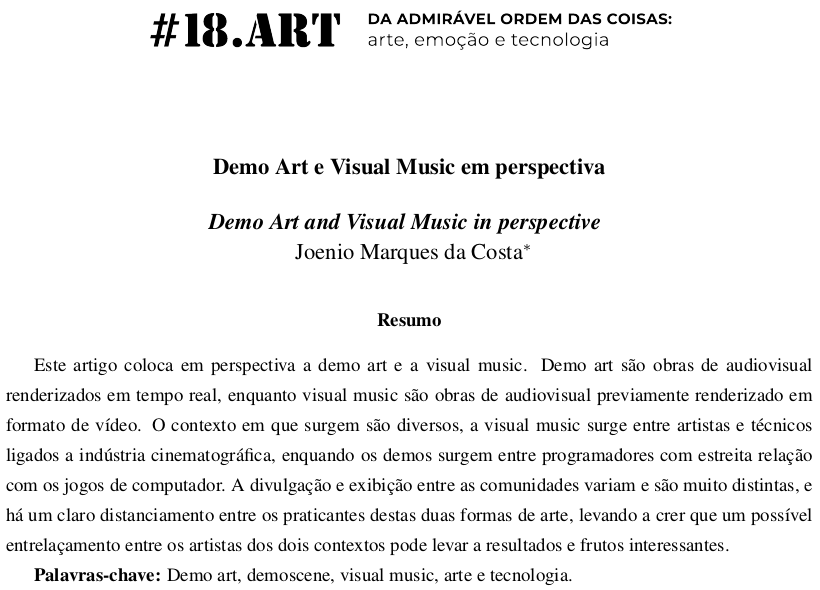 #18.ART
DA ADMIRÁVEL ORDEM DAS COISAS:
arte, emoção e tecnologia
Demo Art e Visual Music em perspectiva
Demo Art and Visual Music in perspective
Joenio Marques da Costa*
Resumo
Este artigo coloca em perspectiva a demo art e a visual music. Demo art são obras de audiovisual
renderizados em tempo real, enquanto visual music são obras de audiovisual previamente renderizado em
formato de vídeo. O contexto em que surgem são diversos, a visual music surge entre artistas e técnicos
ligados a indústria cinematográfica, enquando os demos surgem entre programadores com estreita relação
com os jogos de computador. A divulgação e exibição entre as comunidades variam e são muito distintas, e
há um claro distanciamento entre os praticantes destas duas formas de arte, levando a crer que um possível
entrelaçamento entre os artistas dos dois contextos pode levar a resultados e frutos interessantes.
Palavras-chave: Demo art, demoscene, visual music, arte e tecnologia.